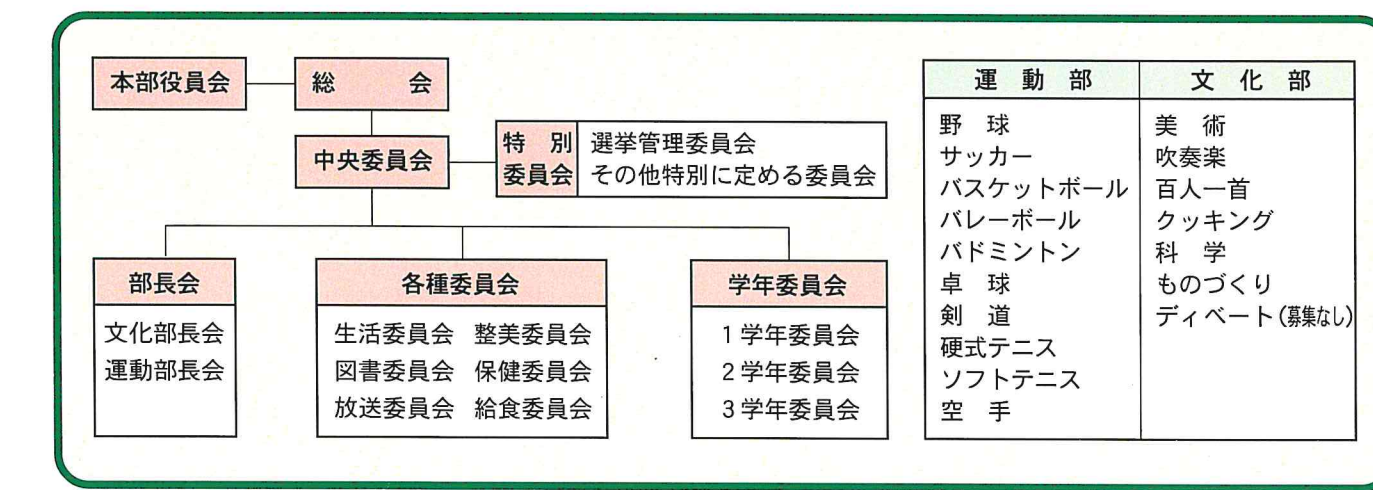 本部役員会
総会
中央委員会
特別
委員会
選挙管理委員会
その他特別に定める委員会
部長会
文化部長会
運動部長会
各種委員会
生活委員会 整美委員会
図書委員会 保健委員会
放送委員会 給食委員会
学年委員会
1学年委員会
2学年委員会
3学年委員会
運動部
野球
サッカー
バスケットボール
バレーボール
バドミントン
卓球
剣道
硬式テニス
ソフトテニス
空手
文化部
美術
吹奏楽
百人一首
クッキング
科学
ものづくり
ディベート(募集なし)